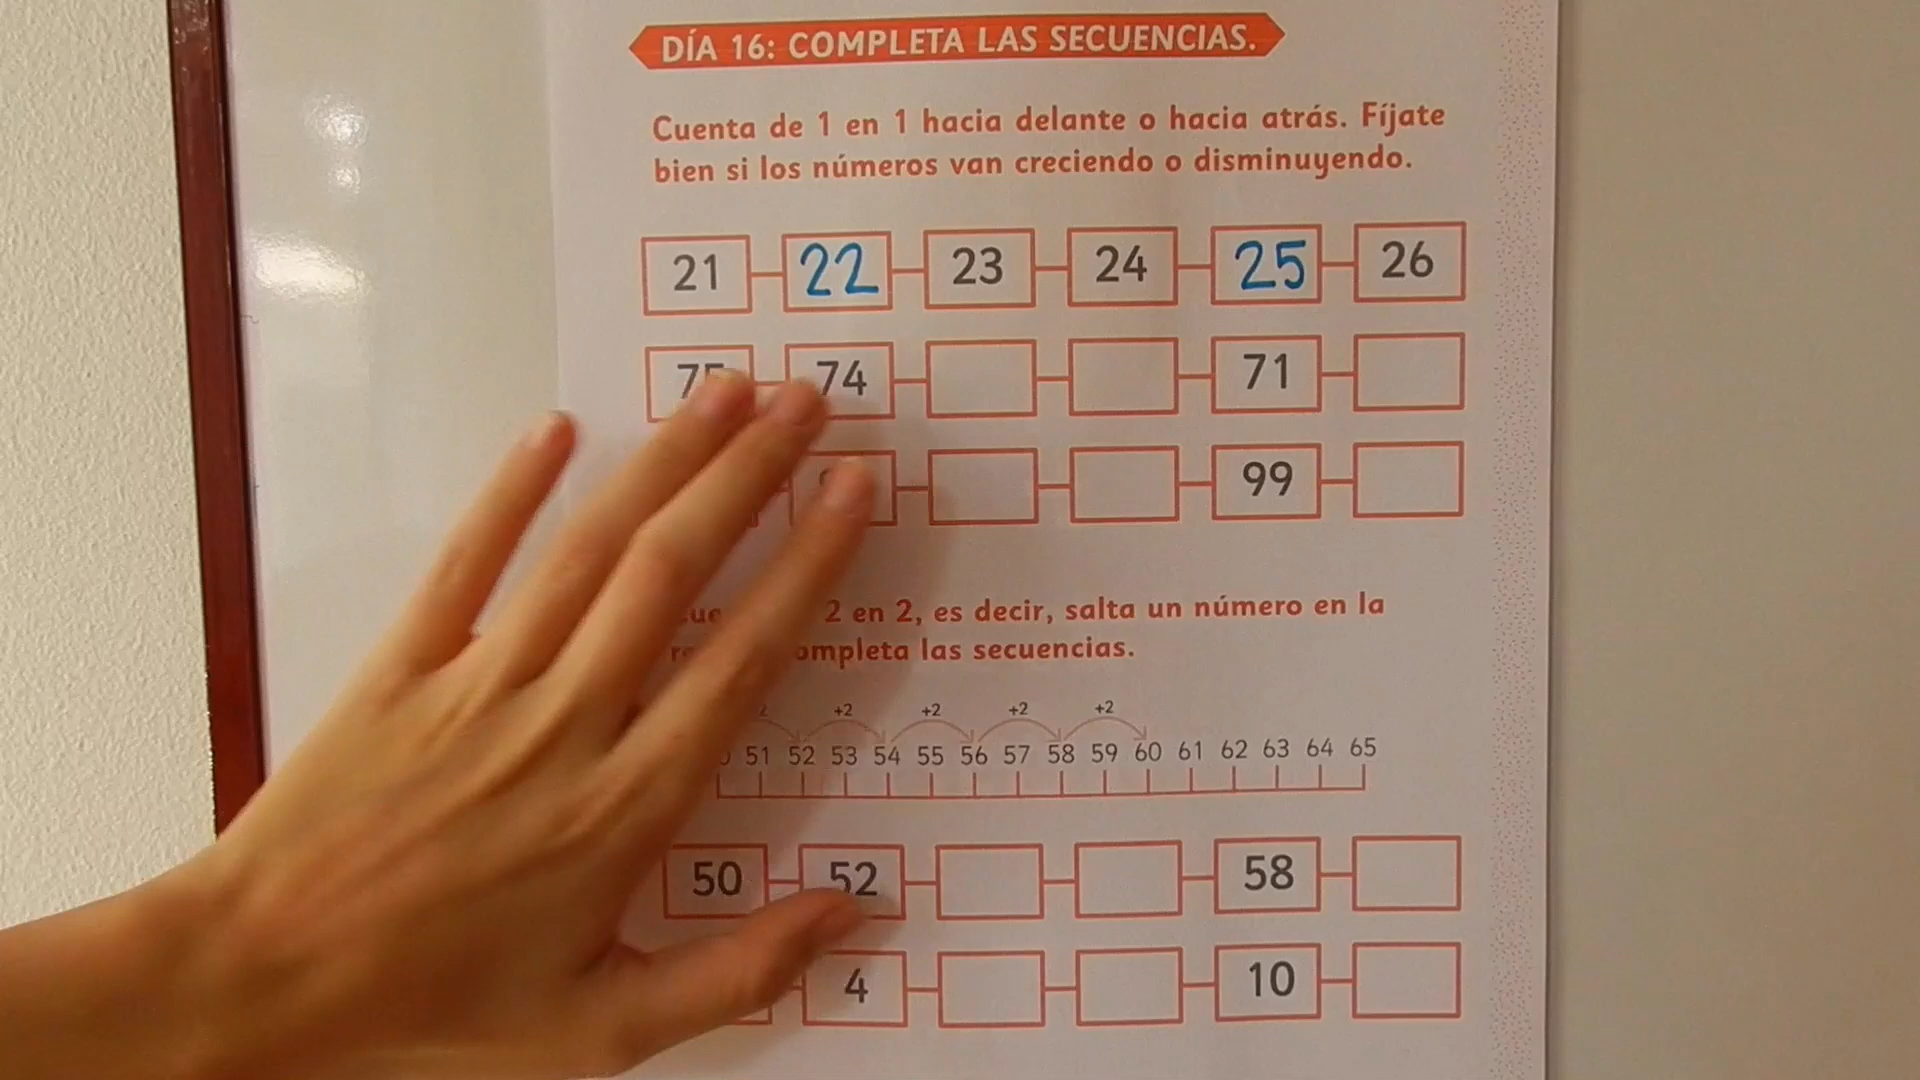 DÍA 16: COMPLETA LAS SECUENCIAS.
Cuenta de 1 en 1 hacia delante o hacia atrás. Fíjate
bien si los números van creciendo o disminuyendo.
21 22 23 24 25 26
74 71
99
2 en 2, es decir, salta un número en la
completa las secuencias.
+2 +2 +2 +2
51 52 53 54 55 56 57 58 59 60 61 62 63 64 65
50 52 58
4 10